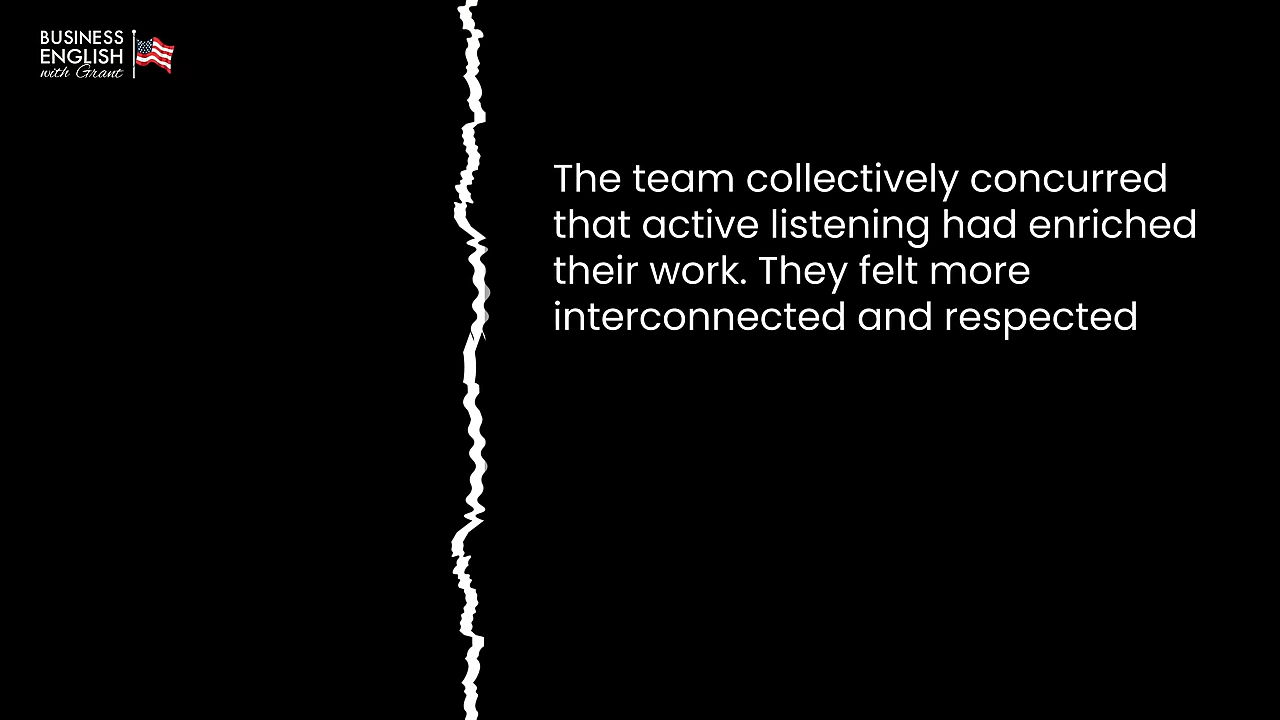 BUSINESS
ENGLISH
with Grant
The team collectively concurred
that active listening had enriched
their work. They felt more
interconnected and respected